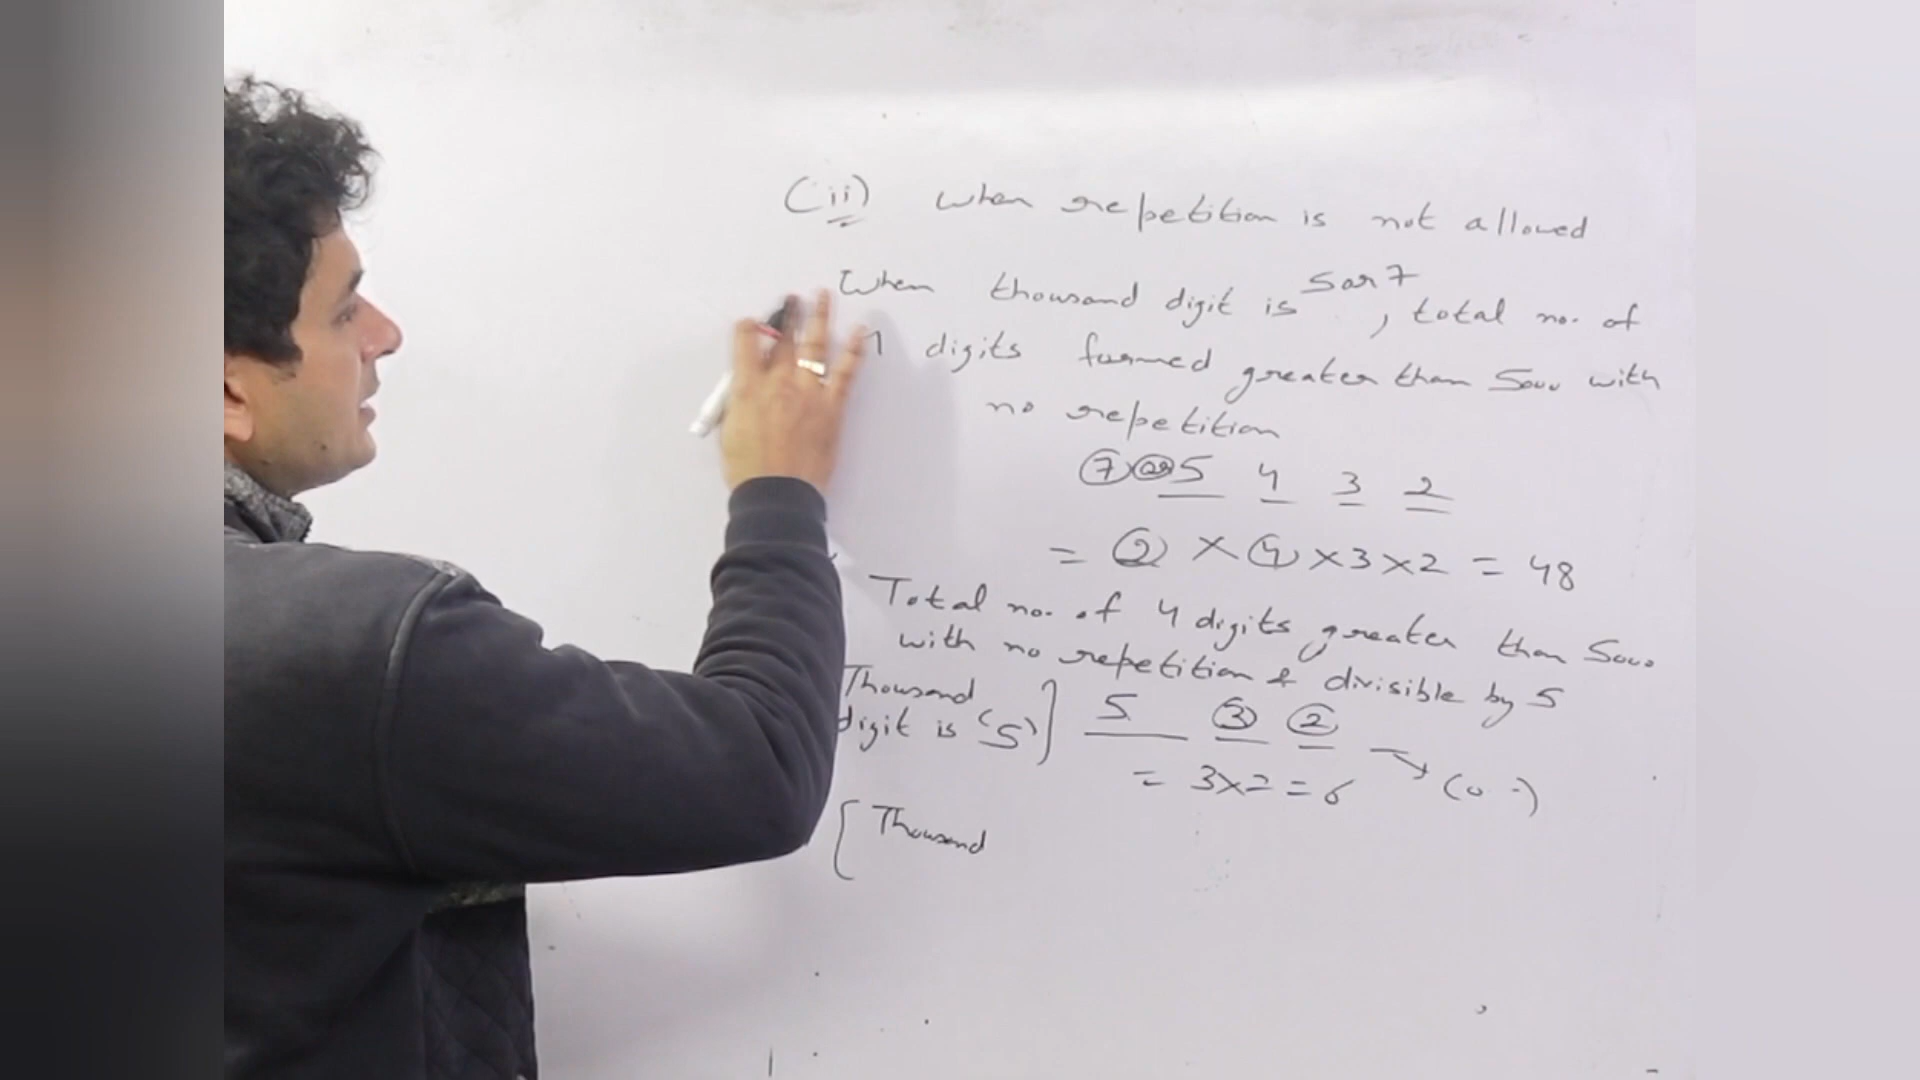 (ii) when repetition is not allowed
When thousand digit is 5 or 7, total no. of
digits formed greater than 5000 with
no repetition
7 or 5 4 3 2
= 2 × 4 × 3 × 2 = 48
Total no. of 4 digits greater than 5000
with no repetition & divisible by 5
Thousand
digit is '5' } 5 3 2 → (0 -)
= 3×2 = 6
{ Thousand